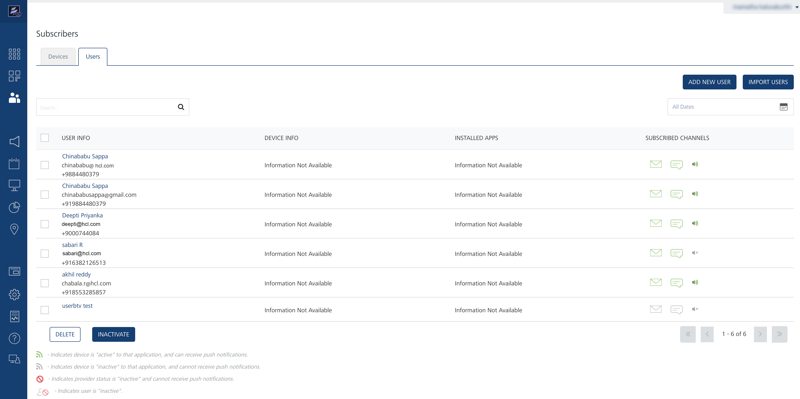 Subscribers
Devices
Users
ADD NEW USER
IMPORT USERS
All Dates
USER INFO
DEVICE INFO
INSTALLED APPS
SUBSCRIBED CHANNELS
Chinababu Sappa
chinababu@ hcl.com
+9884480379
Information Not Available
Information Not Available
Chinababu Sappa
chinababusappa@gmail.com
+919884480379
Information Not Available
Information Not Available
Deepti Priyanka
deepti@hcl.com
+9000744084
Information Not Available
Information Not Available
sabari R
sabari@hcl.com
+916382126513
Information Not Available
Information Not Available
akhil reddy
chabala.r@hcl.com
+918553285857
Information Not Available
Information Not Available
userbtv test
Information Not Available
Information Not Available
DELETE
INACTIVATE
1 - 6 of 6
- Indicates device is "active" to that application, and can receive push notifications.
- Indicates device is "inactive" to that application, and cannot receive push notifications.
- Indicates provider status is "inactive" and cannot receive push notifications.
- Indicates user is "inactive".